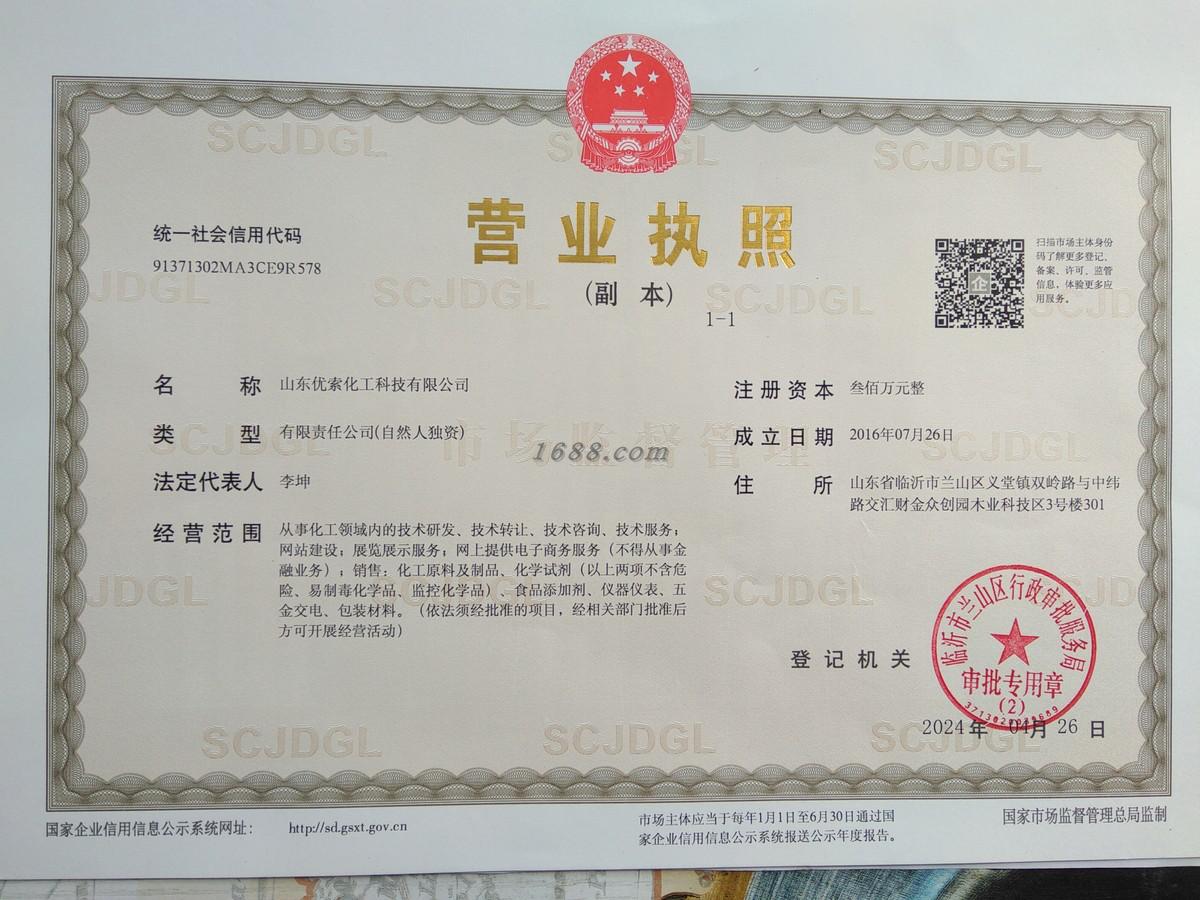 营业执照
(副 本)
1-1
统一社会信用代码
91371302MA3CE9R578
扫描市场主体身份
码了解更多登记、
备案、许可、监管
信息，体验更多应
用服务。
名 称 山东优索化工科技有限公司
类 型 有限责任公司(自然人独资)
法定代表人 李坤
经营范围 从事化工领域内的技术研发、技术转让、技术咨询、技术服务；
网站建设；展览展示服务；网上提供电子商务服务（不得从事金
融业务）；销售：化工原料及制品、化学试剂（以上两项不含危
险、易制毒化学品、监控化学品）、食品添加剂、仪器仪表、五
金交电、包装材料。（依法须经批准的项目，经相关部门批准后
方可开展经营活动）
注册资本 叁佰万元整
成立日期 2016年07月26日
住 所 山东省临沂市兰山区义堂镇双岭路与中纬
路交汇财金众创园木业科技区3号楼301
1688.com
市场监督管理
SCJDGL
SCJDGL
SCJDGL
SCJDGL
SCJDGL
SCJDGL
SCJDGL
SCJDGL
登记机关
临沂市兰山区行政审批服务局
审批专用章
(2)
2024年 04月 26日
国家企业信用信息公示系统网址： http://sd.gsxt.gov.cn
市场主体应当于每年1月1日至6月30日通过国
家企业信用信息公示系统报送公示年度报告。
国家市场监督管理总局监制